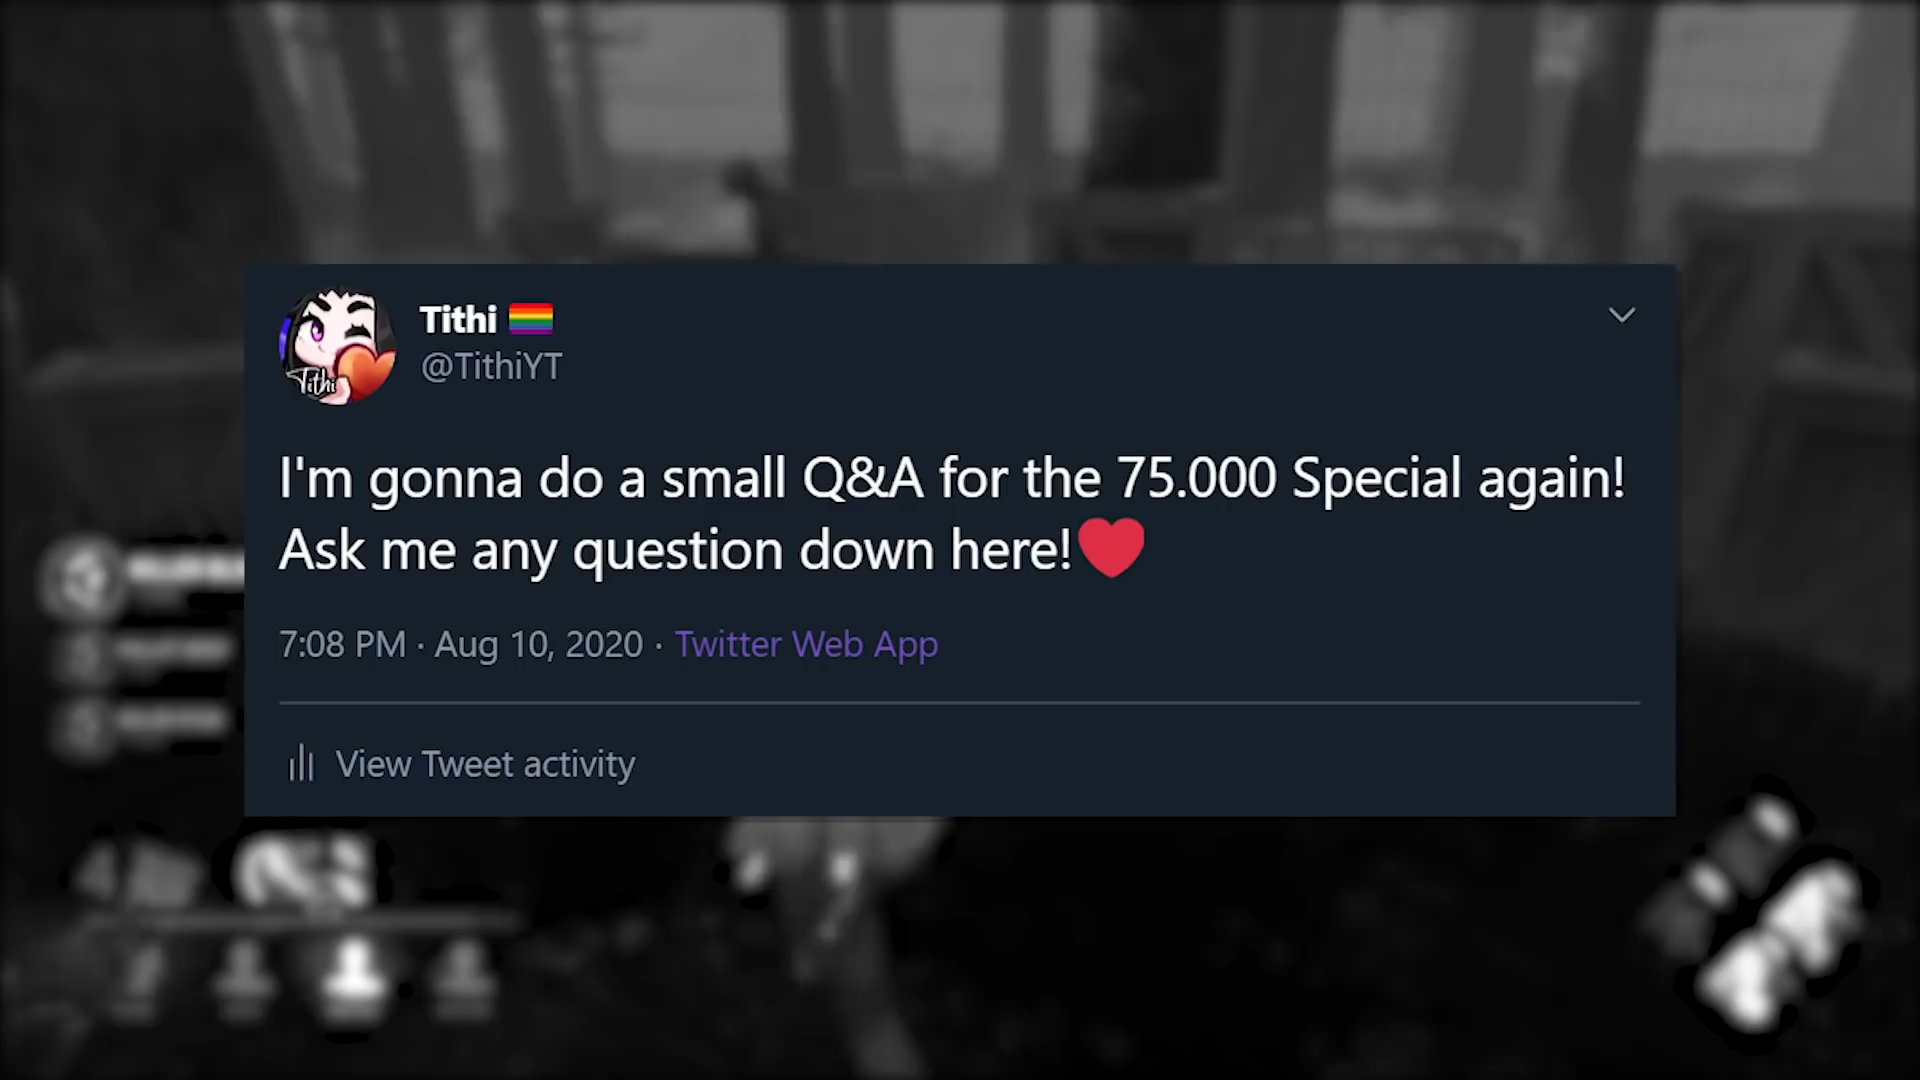 Tithi
@TithiYT
Tithi
I'm gonna do a small Q&A for the 75.000 Special again!
Ask me any question down here!
7:08 PM · Aug 10, 2020 · Twitter Web App
View Tweet activity